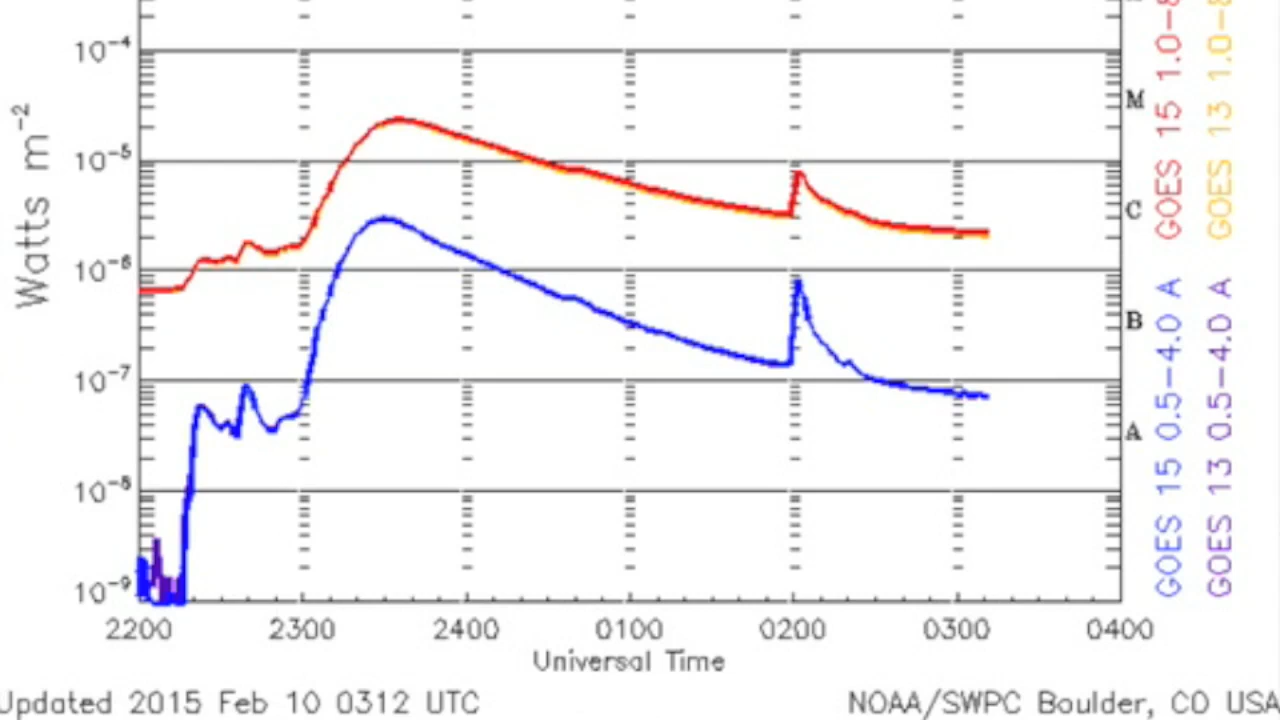 10⁻⁴
10⁻⁵
10⁻⁶
10⁻⁷
10⁻⁸
10⁻⁹
Watts m⁻²
M
C
B
A
GOES 15 1.0-8
GOES 13 1.0-8
GOES 15 0.5-4.0 A
GOES 13 0.5-4.0 A
2200 2300 2400 0100 0200 0300 0400
Universal Time
Updated 2015 Feb 10 0312 UTC
NOAA/SWPC Boulder, CO USA